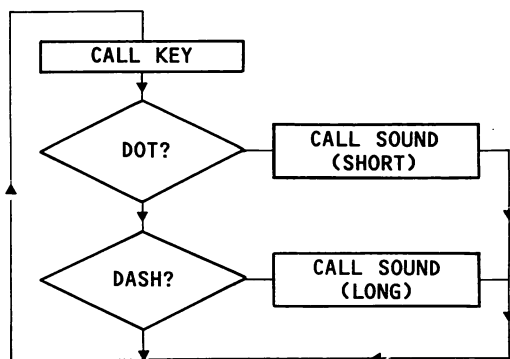 CALL KEY
DOT?
CALL SOUND
(SHORT)
DASH?
CALL SOUND
(LONG)